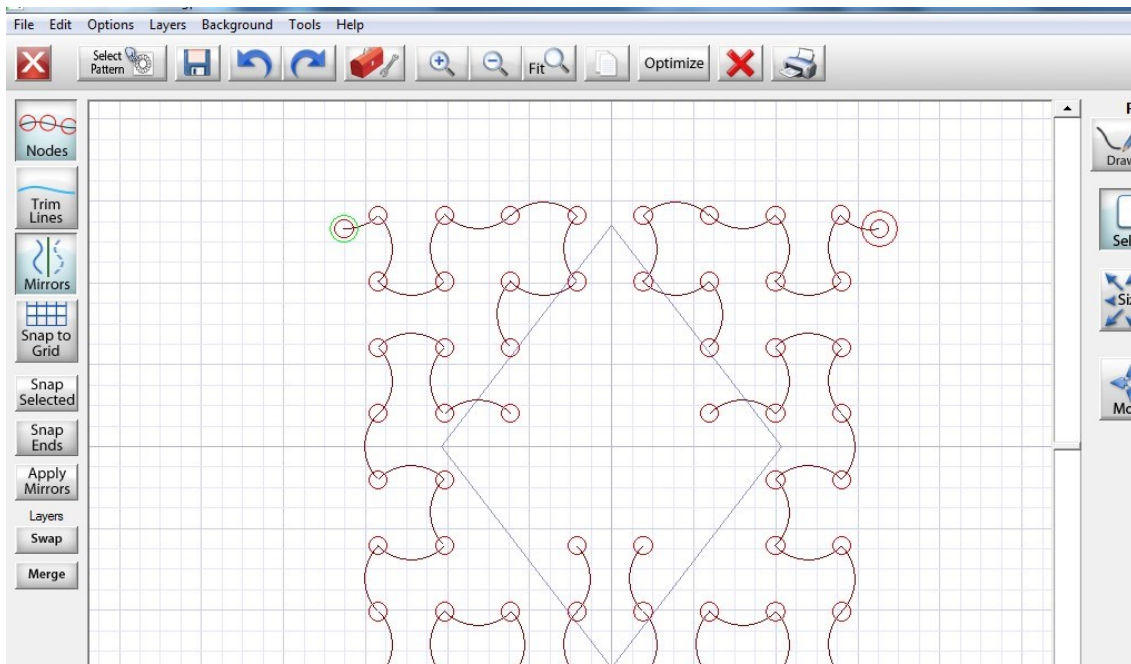 File Edit Options Layers Background Tools Help
Select
Pattern
Fit
Optimize
Nodes
Trim
Lines
Mirrors
Snap to
Grid
Snap
Selected
Snap
Ends
Apply
Mirrors
Layers
Swap
Merge
Draw